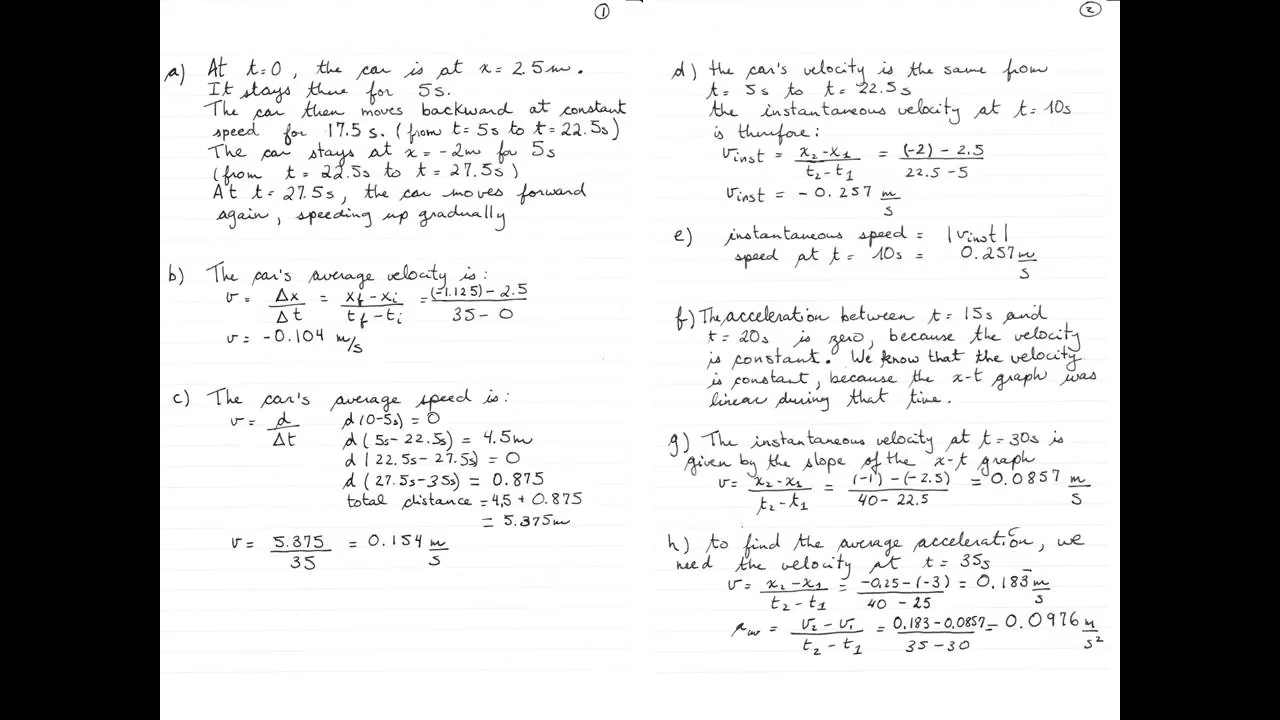 ①
a) At t=0, the car is at x = 2.5 m.
It stays there for 5s.
The car then moves backward at constant
speed for 17.5 s. (from t=5s to t=22.5s)
The car stays at x = -2m for 5s
(from t = 22.5s to t = 27.5s)
At t = 27.5s, the car moves forward
again, speeding up gradually
b) The car's average velocity is:
v = Δx/Δt = (xf - xi)/(tf - ti) = ((-1.125) - 2.5)/(35 - 0)
v = -0.104 m/s
c) The car's average speed is:
v = d/Δt d(0-5s) = 0
d(5s-22.5s) = 4.5m
d(22.5s-27.5s) = 0
d(27.5s-35s) = 0.875
total distance = 4.5 + 0.875
= 5.375m
v = 5.375/35 = 0.154 m/s
②
d) the car's velocity is the same from
t = 5s to t = 22.5s
the instantaneous velocity at t = 10s
is therefore:
vinst = (x2 - x1)/(t2 - t1) = ((-2) - 2.5)/(22.5 - 5)
vinst = -0.257 m/s
e) instantaneous speed = |vinst|
speed at t = 10s = 0.257 m/s
f) The acceleration between t = 15s and
t = 20s is zero, because the velocity
is constant. We know that the velocity
is constant, because the x-t graph was
linear during that time.
g) The instantaneous velocity at t = 30s is
given by the slope of the x-t graph
v = (x2 - x1)/(t2 - t1) = ((-1) - (-2.5))/(40 - 22.5) = 0.0857 m/s
h) to find the average acceleration, we
need the velocity at t = 35s
v = (x2 - x1)/(t2 - t1) = (-0.25 - (-3))/(40 - 25) = 0.183 m/s
aav = (v2 - v1)/(t2 - t1) = (0.183 - 0.0857)/(35 - 30) = 0.0976 m/s²